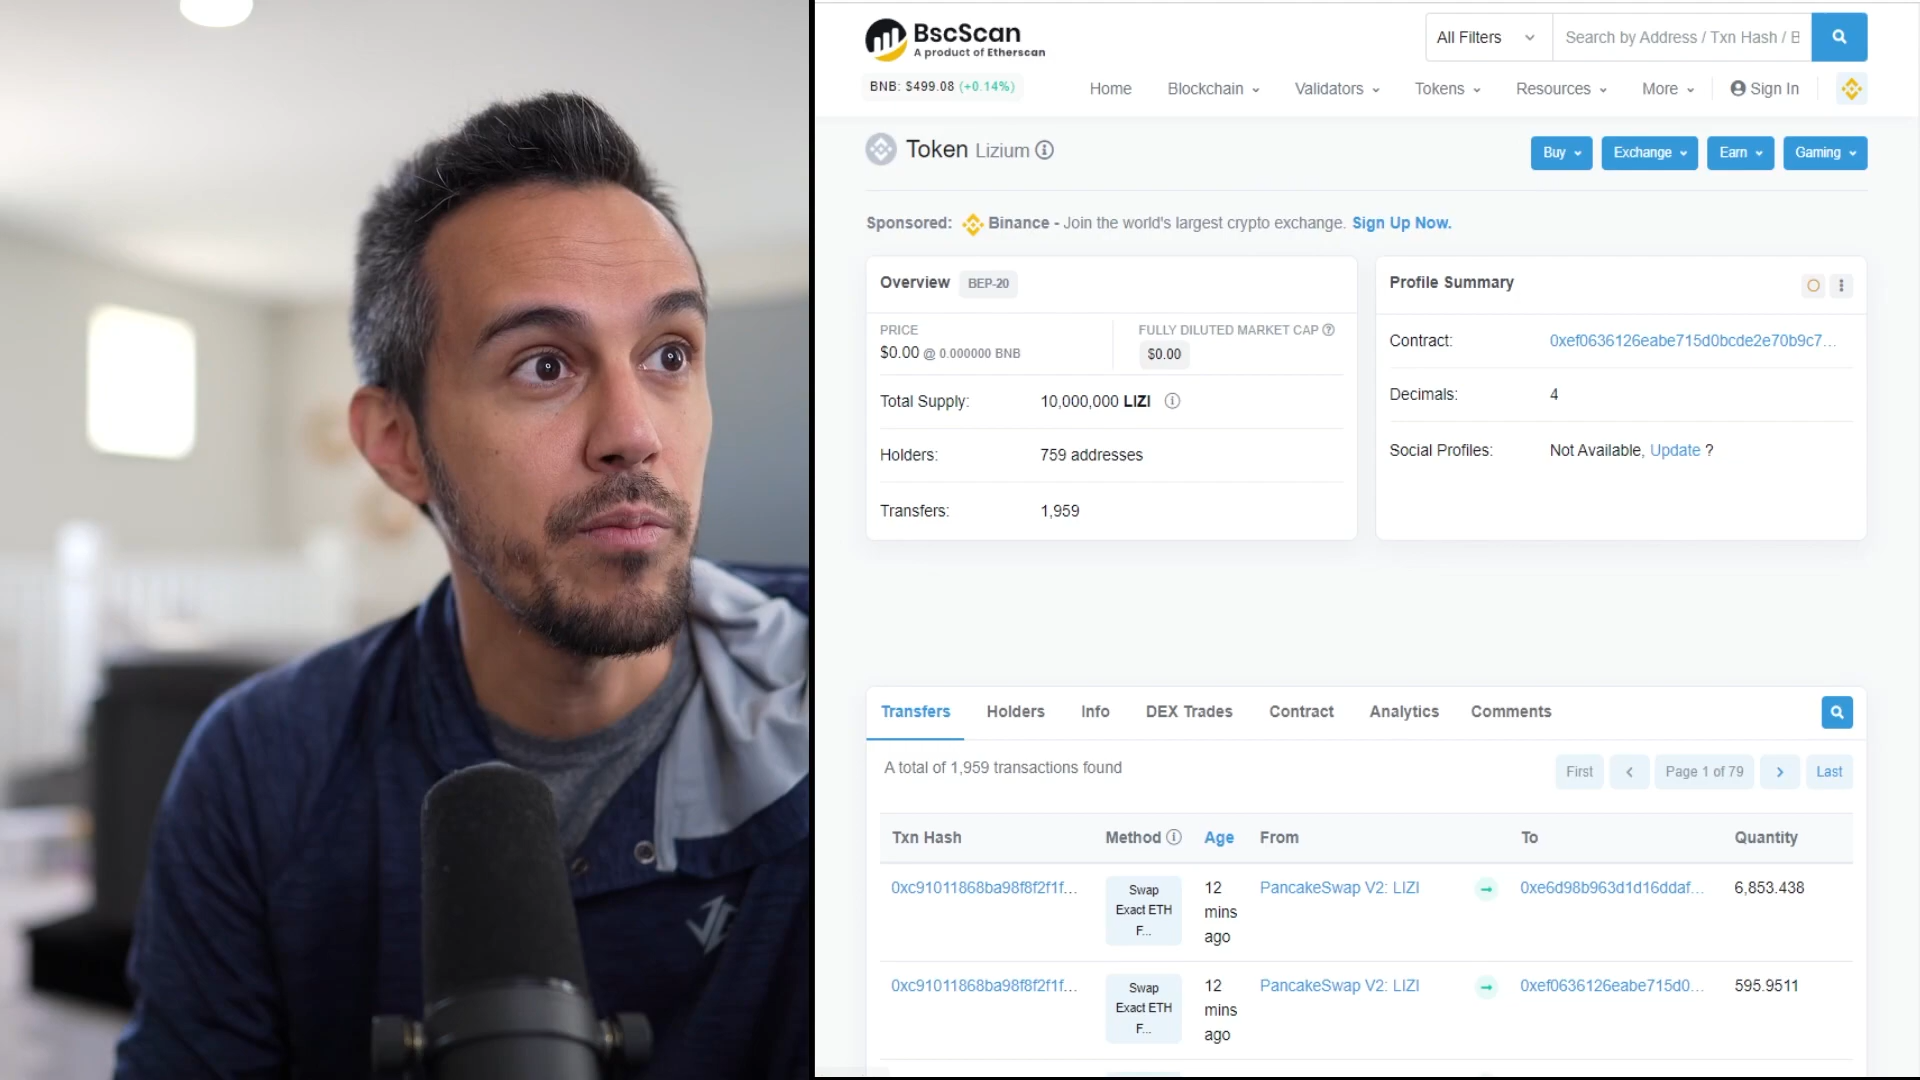 BscScan
A product of Etherscan
All Filters
Search by Address / Txn Hash / B
BNB: $499.08 (+0.14%)
Home Blockchain Validators Tokens Resources More Sign In
Token Lizium
Buy Exchange Earn Gaming
Sponsored: Binance - Join the world's largest crypto exchange. Sign Up Now.
Overview BEP-20
PRICE
$0.00 @ 0.000000 BNB
FULLY DILUTED MARKET CAP
$0.00
Total Supply: 10,000,000 LIZI
Holders: 759 addresses
Transfers: 1,959
Profile Summary
Contract: 0xef0636126eabe715d0bcde2e70b9c7...
Decimals: 4
Social Profiles: Not Available, Update ?
Transfers Holders Info DEX Trades Contract Analytics Comments
A total of 1,959 transactions found
First Page 1 of 79 Last
Txn Hash Method Age From To Quantity
0xc91011868ba98f8f2f1f... Swap Exact ETH F... 12 mins ago PancakeSwap V2: LIZI 0xe6d98b963d1d16ddaf... 6,853.438
0xc91011868ba98f8f2f1f... Swap Exact ETH F... 12 mins ago PancakeSwap V2: LIZI 0xef0636126eabe715d0... 595.9511